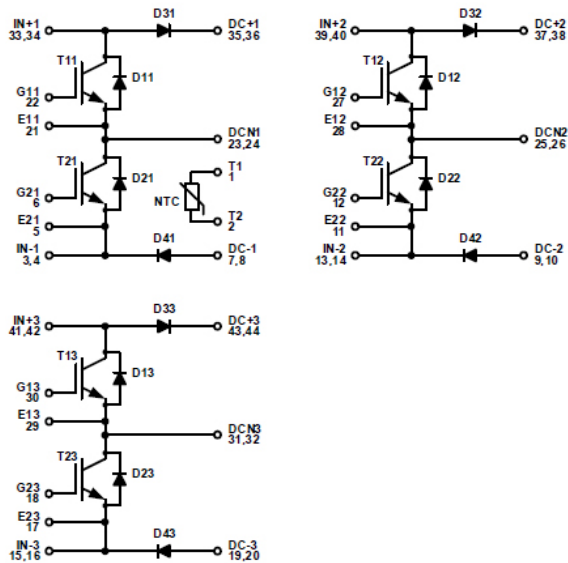 IN+1
33,34
D31
DC+1
35,36
T11
D11
G11
22
E11
21
DCN1
23,24
T21
D21
G21
6
E21
5
NTC
T1
1
T2
2
IN-1
3,4
D41
DC-1
7,8
IN+2
39,40
D32
DC+2
37,38
T12
D12
G12
27
E12
28
DCN2
25,26
T22
D22
G22
12
E22
11
IN-2
13,14
D42
DC-2
9,10
IN+3
41,42
D33
DC+3
43,44
T13
D13
G13
30
E13
29
DCN3
31,32
T23
D23
G23
18
E23
17
IN-3
15,16
D43
DC-3
19,20